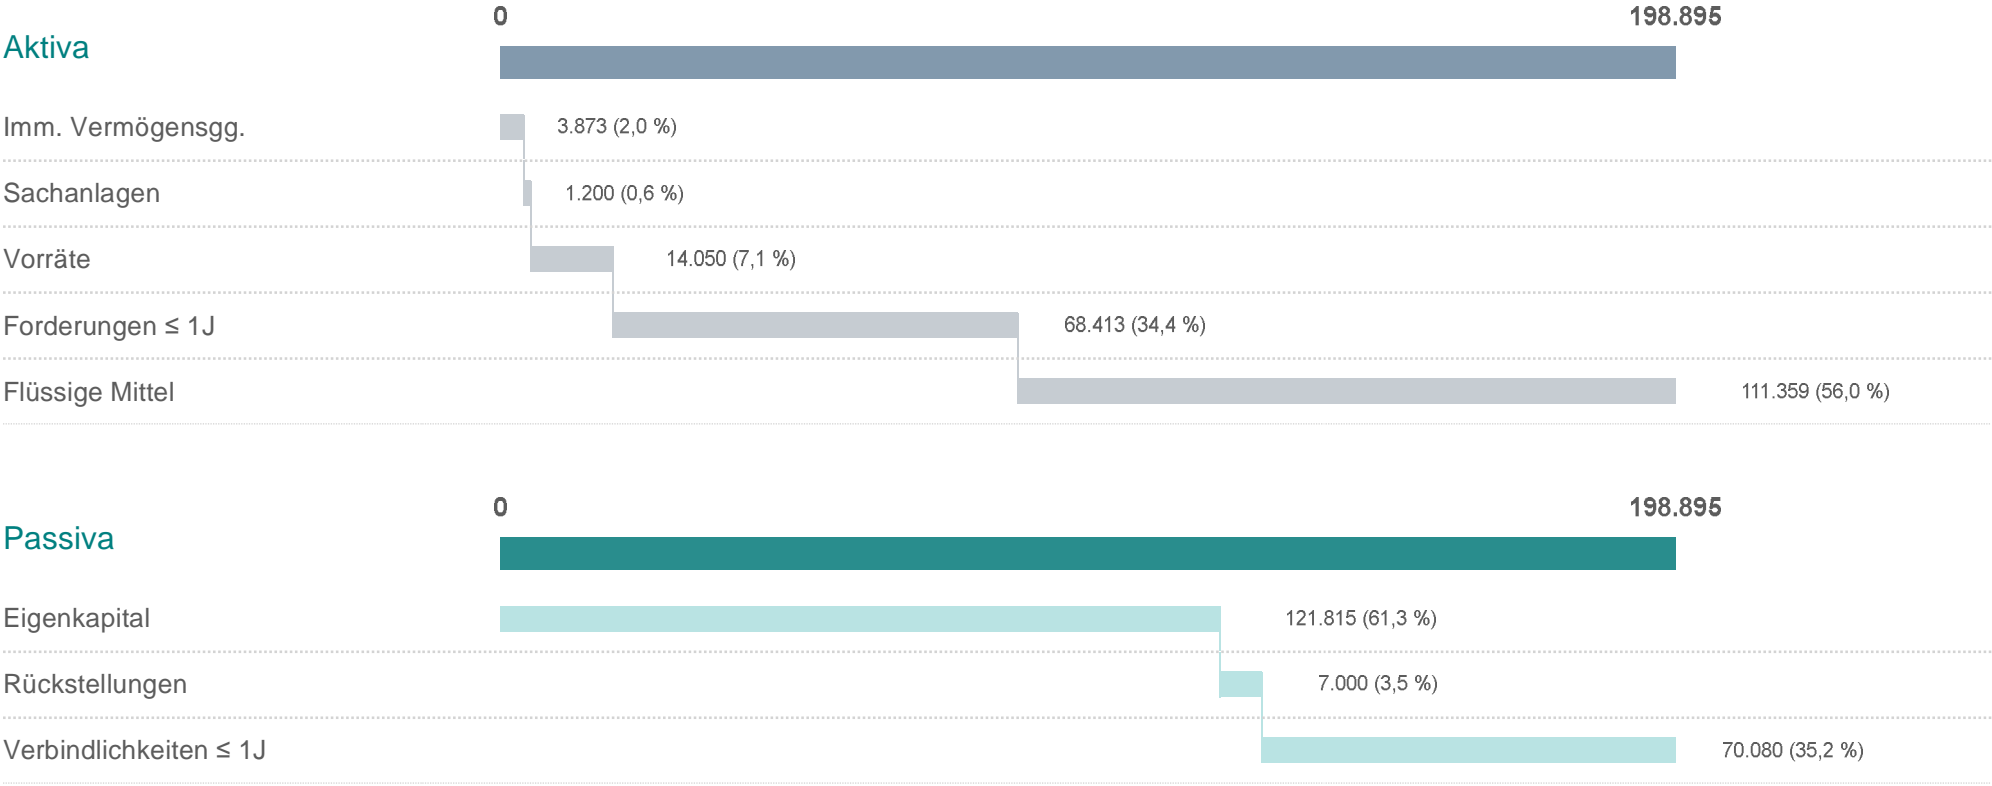 0 198.895
Aktiva
Imm. Vermögensgg. 3.873 (2,0 %)
Sachanlagen 1.200 (0,6 %)
Vorräte 14.050 (7,1 %)
Forderungen ≤ 1J 68.413 (34,4 %)
Flüssige Mittel 111.359 (56,0 %)
0 198.895
Passiva
Eigenkapital 121.815 (61,3 %)
Rückstellungen 7.000 (3,5 %)
Verbindlichkeiten ≤ 1J 70.080 (35,2 %)